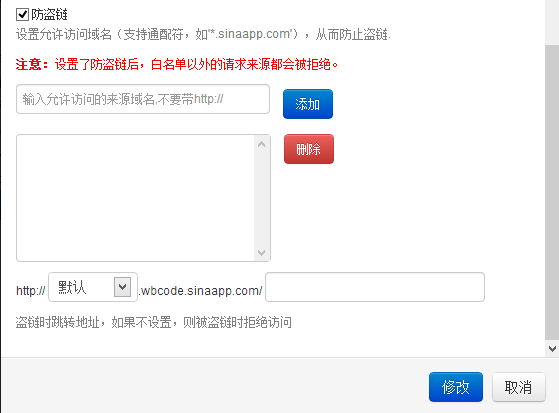 防盗链
设置允许访问域名（支持通配符，如'*.sinaapp.com'），从而防止盗链.
注意：设置了防盗链后，白名单以外的请求来源都会被拒绝。
输入允许访问的来源域名,不要带http:// 添加
删除
http:// 默认 .wbcode.sinaapp.com/
盗链时跳转地址，如果不设置，则被盗链时拒绝访问
修改 取消